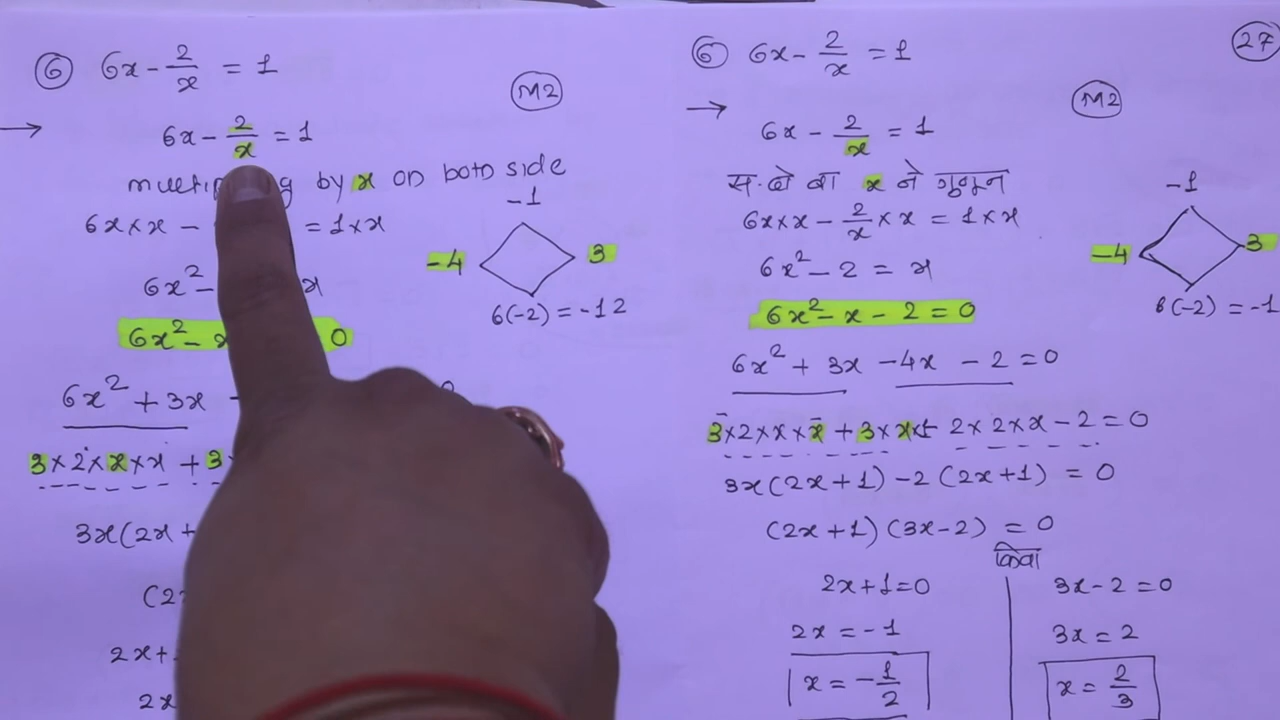 ⑥ 6x - 2/x = 1
M2
→ 6x - 2/x = 1
by x on both side
6x × x - = 1 × x
-1
-4 3
6(-2) = -12
6x² - x
6x² - 0
6x² + 3x -
3 × 2 × x × x + 3
3x(2x +
(2
2x +
2x
27
⑥ 6x - 2/x = 1
M2
→ 6x - 2/x = 1
x ने गुणून
6x × x - 2/x × x = 1 × x
6x² - 2 = x
6x² - x - 2 = 0
-1
-4 3
6(-2) = -1
6x² + 3x - 4x - 2 = 0
2 × 2 × x - 2 = 0
3x(2x + 1) - 2(2x + 1) = 0
(2x + 1)(3x - 2) = 0
किंवा
2x + 1 = 0 3x - 2 = 0
2x = -1 3x = 2
x = -1/2 x = 2/3